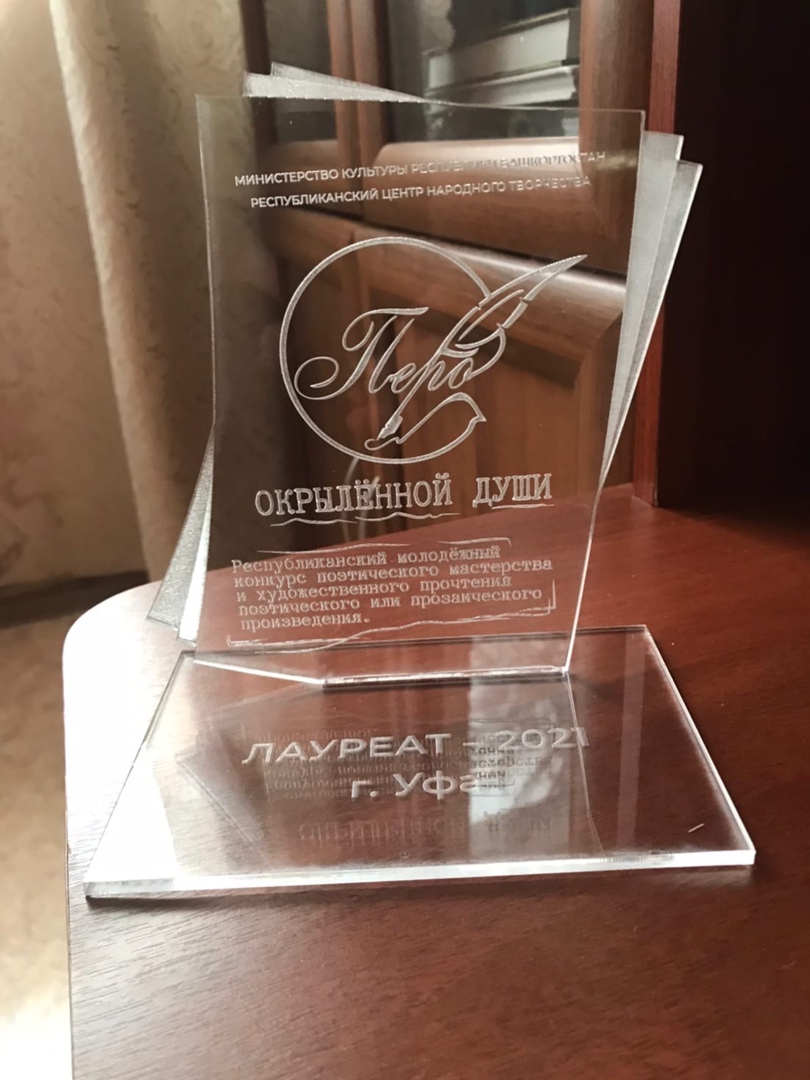 МИНИСТЕРСТВО КУЛЬТУРЫ РЕСПУБЛИКИ БАШКОРТОСТАН
РЕСПУБЛИКАНСКИЙ ЦЕНТР НАРОДНОГО ТВОРЧЕСТВА
Перо
ОКРЫЛЁННОЙ ДУШИ
Республиканский молодёжный
конкурс поэтического мастерства
и художественного прочтения
поэтического или прозаического
произведения.
ЛАУРЕАТ - 2021
г. Уфа